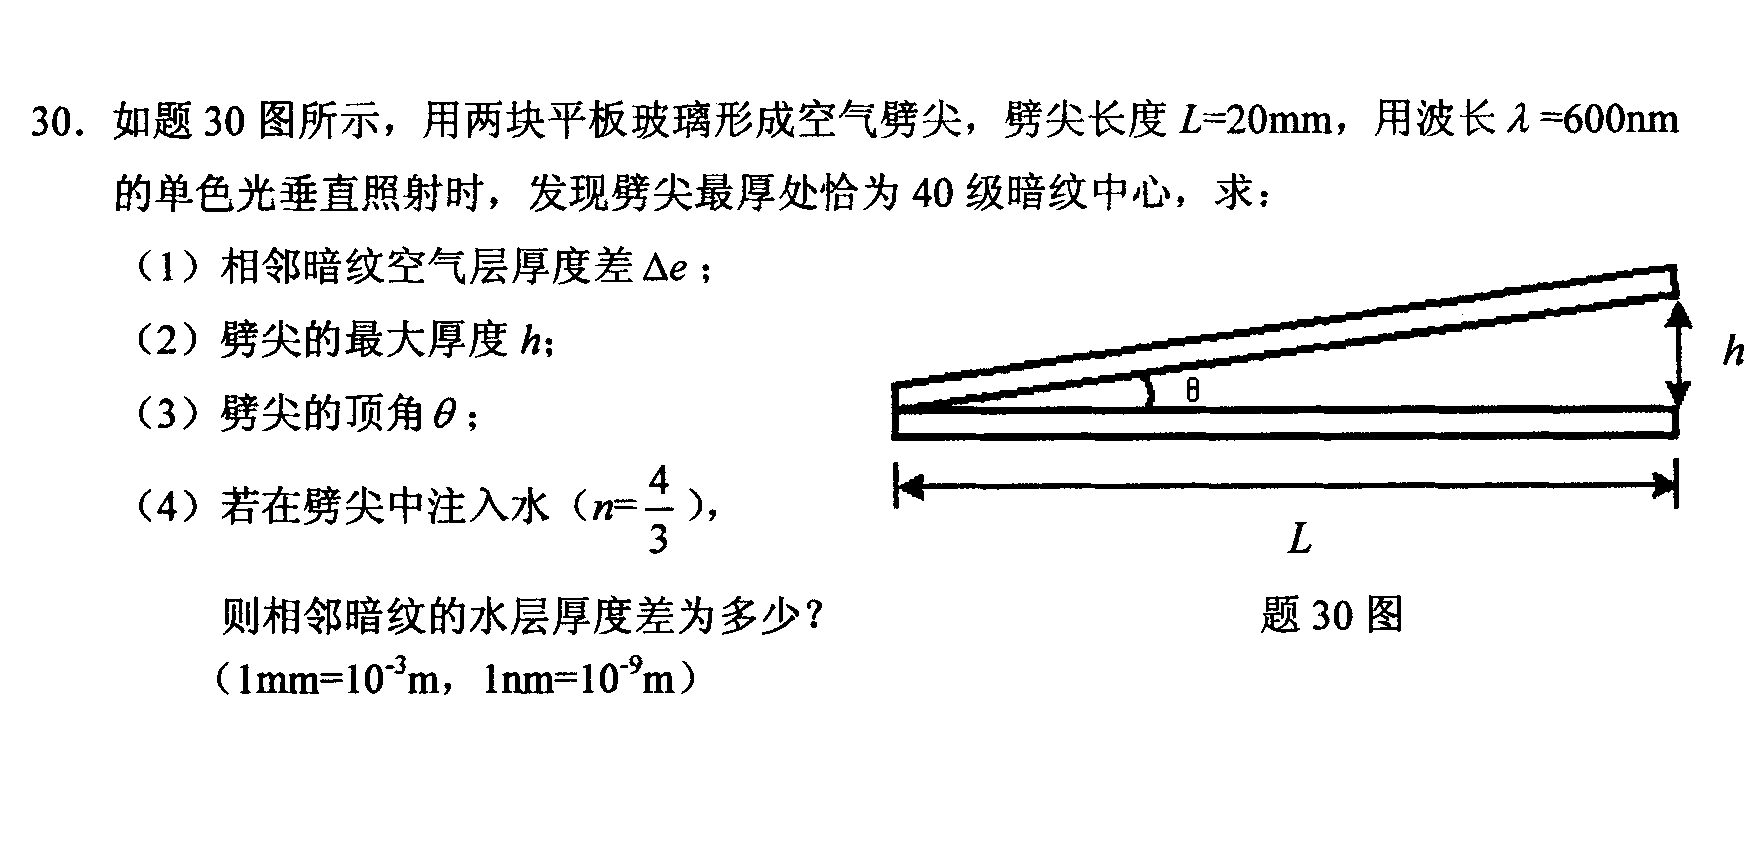 30．如题 30 图所示，用两块平板玻璃形成空气劈尖，劈尖长度 L=20mm，用波长 λ=600nm
的单色光垂直照射时，发现劈尖最厚处恰为 40 级暗纹中心，求：
（1）相邻暗纹空气层厚度差 Δe；
（2）劈尖的最大厚度 h；
（3）劈尖的顶角 θ；
（4）若在劈尖中注入水（n=4/3），
则相邻暗纹的水层厚度差为多少？
（1mm=10⁻³m，1nm=10⁻⁹m）
θ
h
L
题 30 图